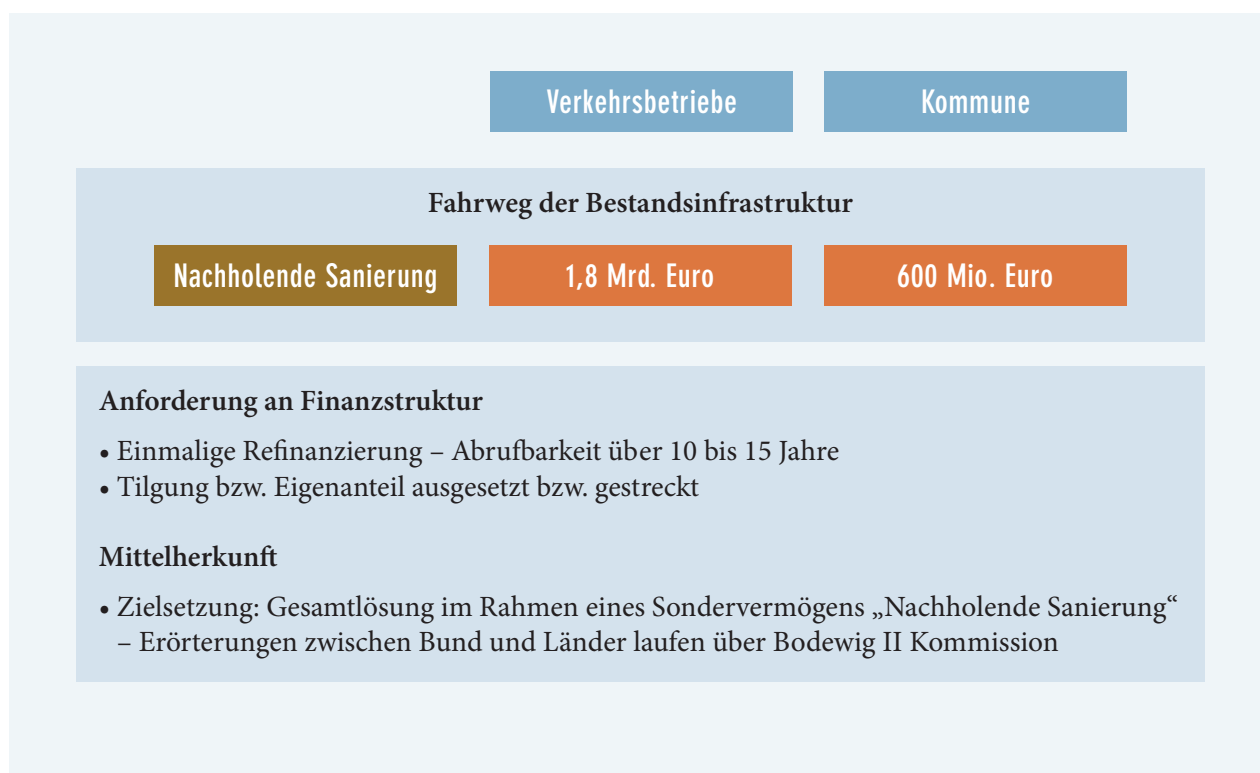 Verkehrsbetriebe Kommune
Fahrweg der Bestandsinfrastruktur
Nachholende Sanierung 1,8 Mrd. Euro 600 Mio. Euro
Anforderung an Finanzstruktur
• Einmalige Refinanzierung – Abrufbarkeit über 10 bis 15 Jahre
• Tilgung bzw. Eigenanteil ausgesetzt bzw. gestreckt
Mittelherkunft
• Zielsetzung: Gesamtlösung im Rahmen eines Sondervermögens „Nachholende Sanierung“
– Erörterungen zwischen Bund und Länder laufen über Bodewig II Kommission